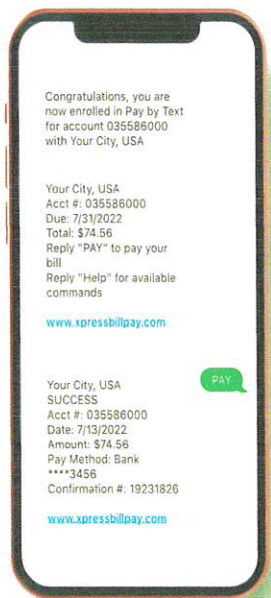 Congratulations, you are
now enrolled in Pay by Text
for account 035586000
with Your City, USA
Your City, USA
Acct #: 035586000
Due: 7/31/2022
Total: $74.56
Reply "PAY" to pay your
bill
Reply "Help" for available
commands
www.xpressbillpay.com
PAY
Your City, USA
SUCCESS
Acct #: 035586000
Date: 7/13/2022
Amount: $74.56
Pay Method: Bank
****3456
Confirmation #: 19231826
www.xpressbillpay.com